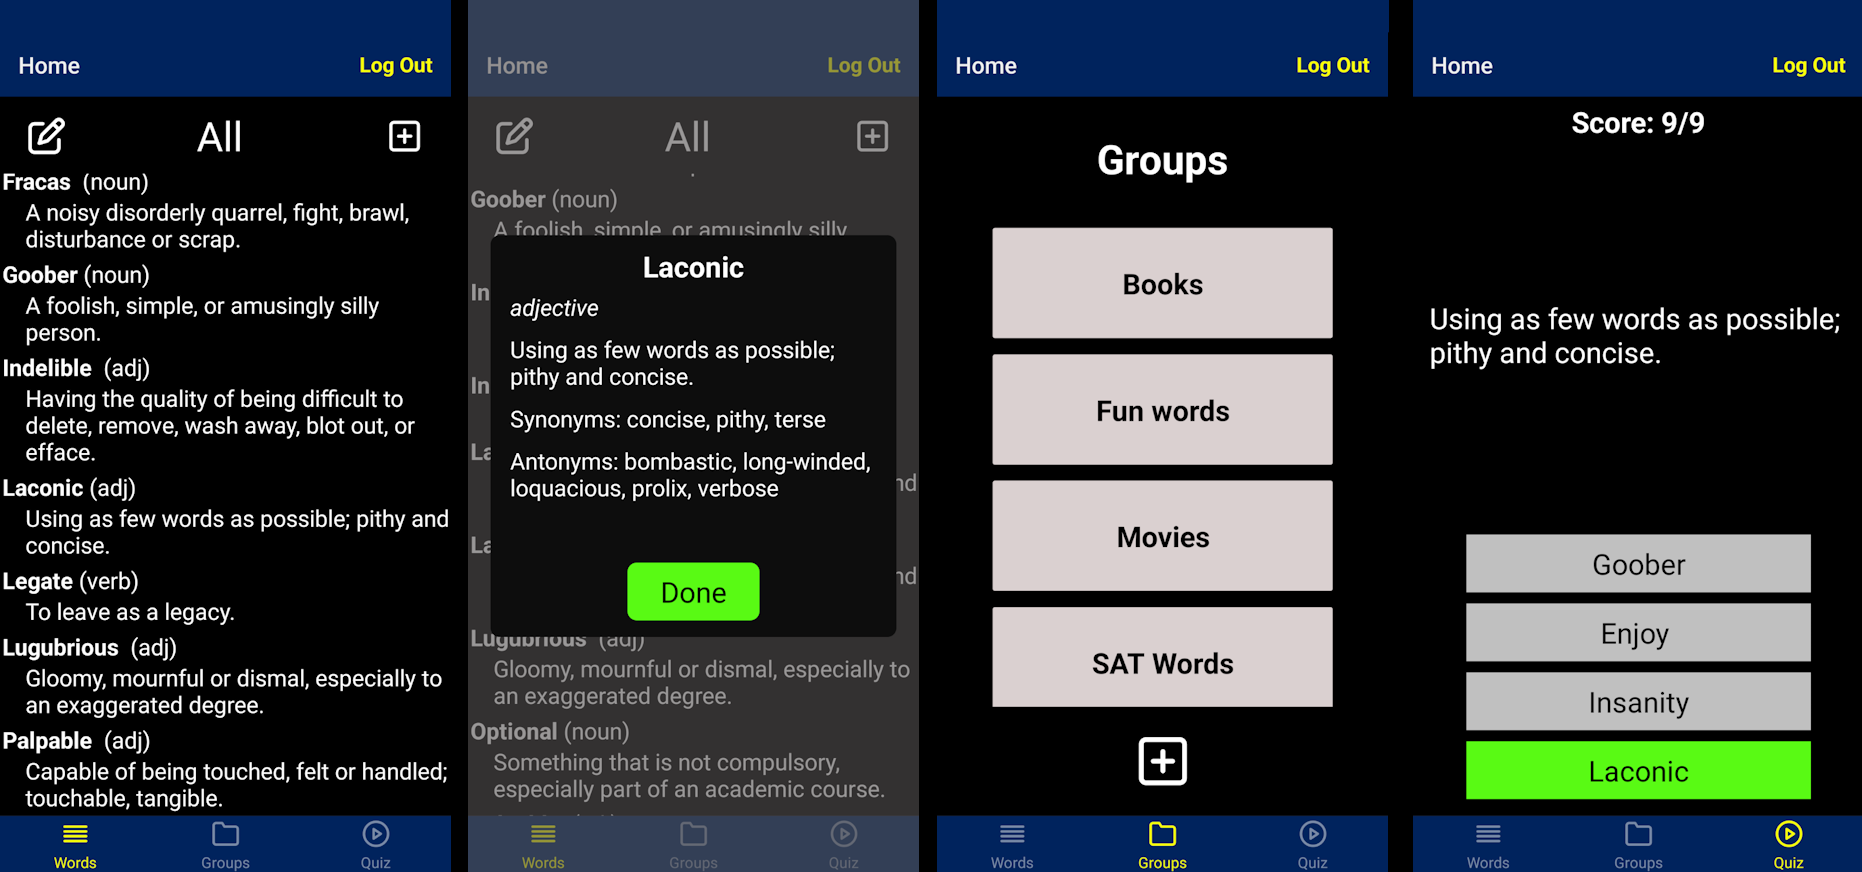 Home Log Out
All
Fracas (noun)
A noisy disorderly quarrel, fight, brawl,
disturbance or scrap.
Goober (noun)
A foolish, simple, or amusingly silly
person.
Indelible (adj)
Having the quality of being difficult to
delete, remove, wash away, blot out, or
efface.
Laconic (adj)
Using as few words as possible; pithy and
concise.
Legate (verb)
To leave as a legacy.
Lugubrious (adj)
Gloomy, mournful or dismal, especially to
an exaggerated degree.
Palpable (adj)
Capable of being touched, felt or handled;
touchable, tangible.
Words Groups Quiz
Home Log Out
All
Goober (noun)
A foolish, simple, or amusingly silly
In
In
La
nd
La
nd
Laconic
adjective
Using as few words as possible;
pithy and concise.
Synonyms: concise, pithy, terse
Antonyms: bombastic, long-winded,
loquacious, prolix, verbose
Done
Lugubrious (adj)
Gloomy, mournful or dismal, especially to
an exaggerated degree.
Optional (noun)
Something that is not compulsory,
especially part of an academic course.
Words Groups Quiz
Home Log Out
Groups
Books
Fun words
Movies
SAT Words
Words Groups Quiz
Home Log Out
Score: 9/9
Using as few words as possible;
pithy and concise.
Goober
Enjoy
Insanity
Laconic
Words Groups Quiz